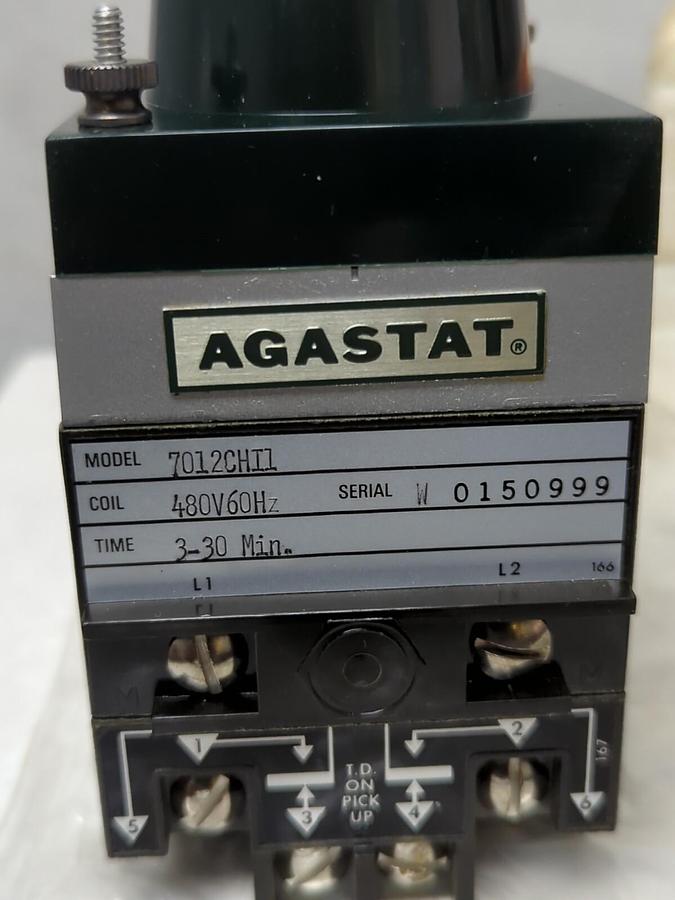 AGASTAT®
MODEL 7012CHI1
COIL 480V60Hz SERIAL W 0150999
TIME 3-30 Min.
L1 L2 166
M M
1 2
T.D.
ON
PICK
UP
167
5 3 4 6